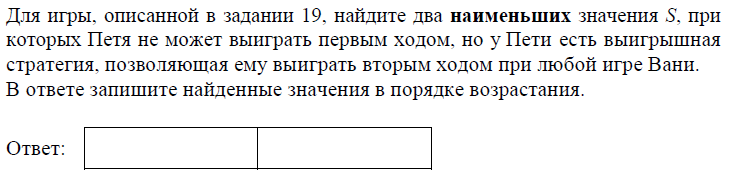 Для игры, описанной в задании 19, найдите два наименьших значения S, при
которых Петя не может выиграть первым ходом, но у Пети есть выигрышная
стратегия, позволяющая ему выиграть вторым ходом при любой игре Вани.
В ответе запишите найденные значения в порядке возрастания.
Ответ: